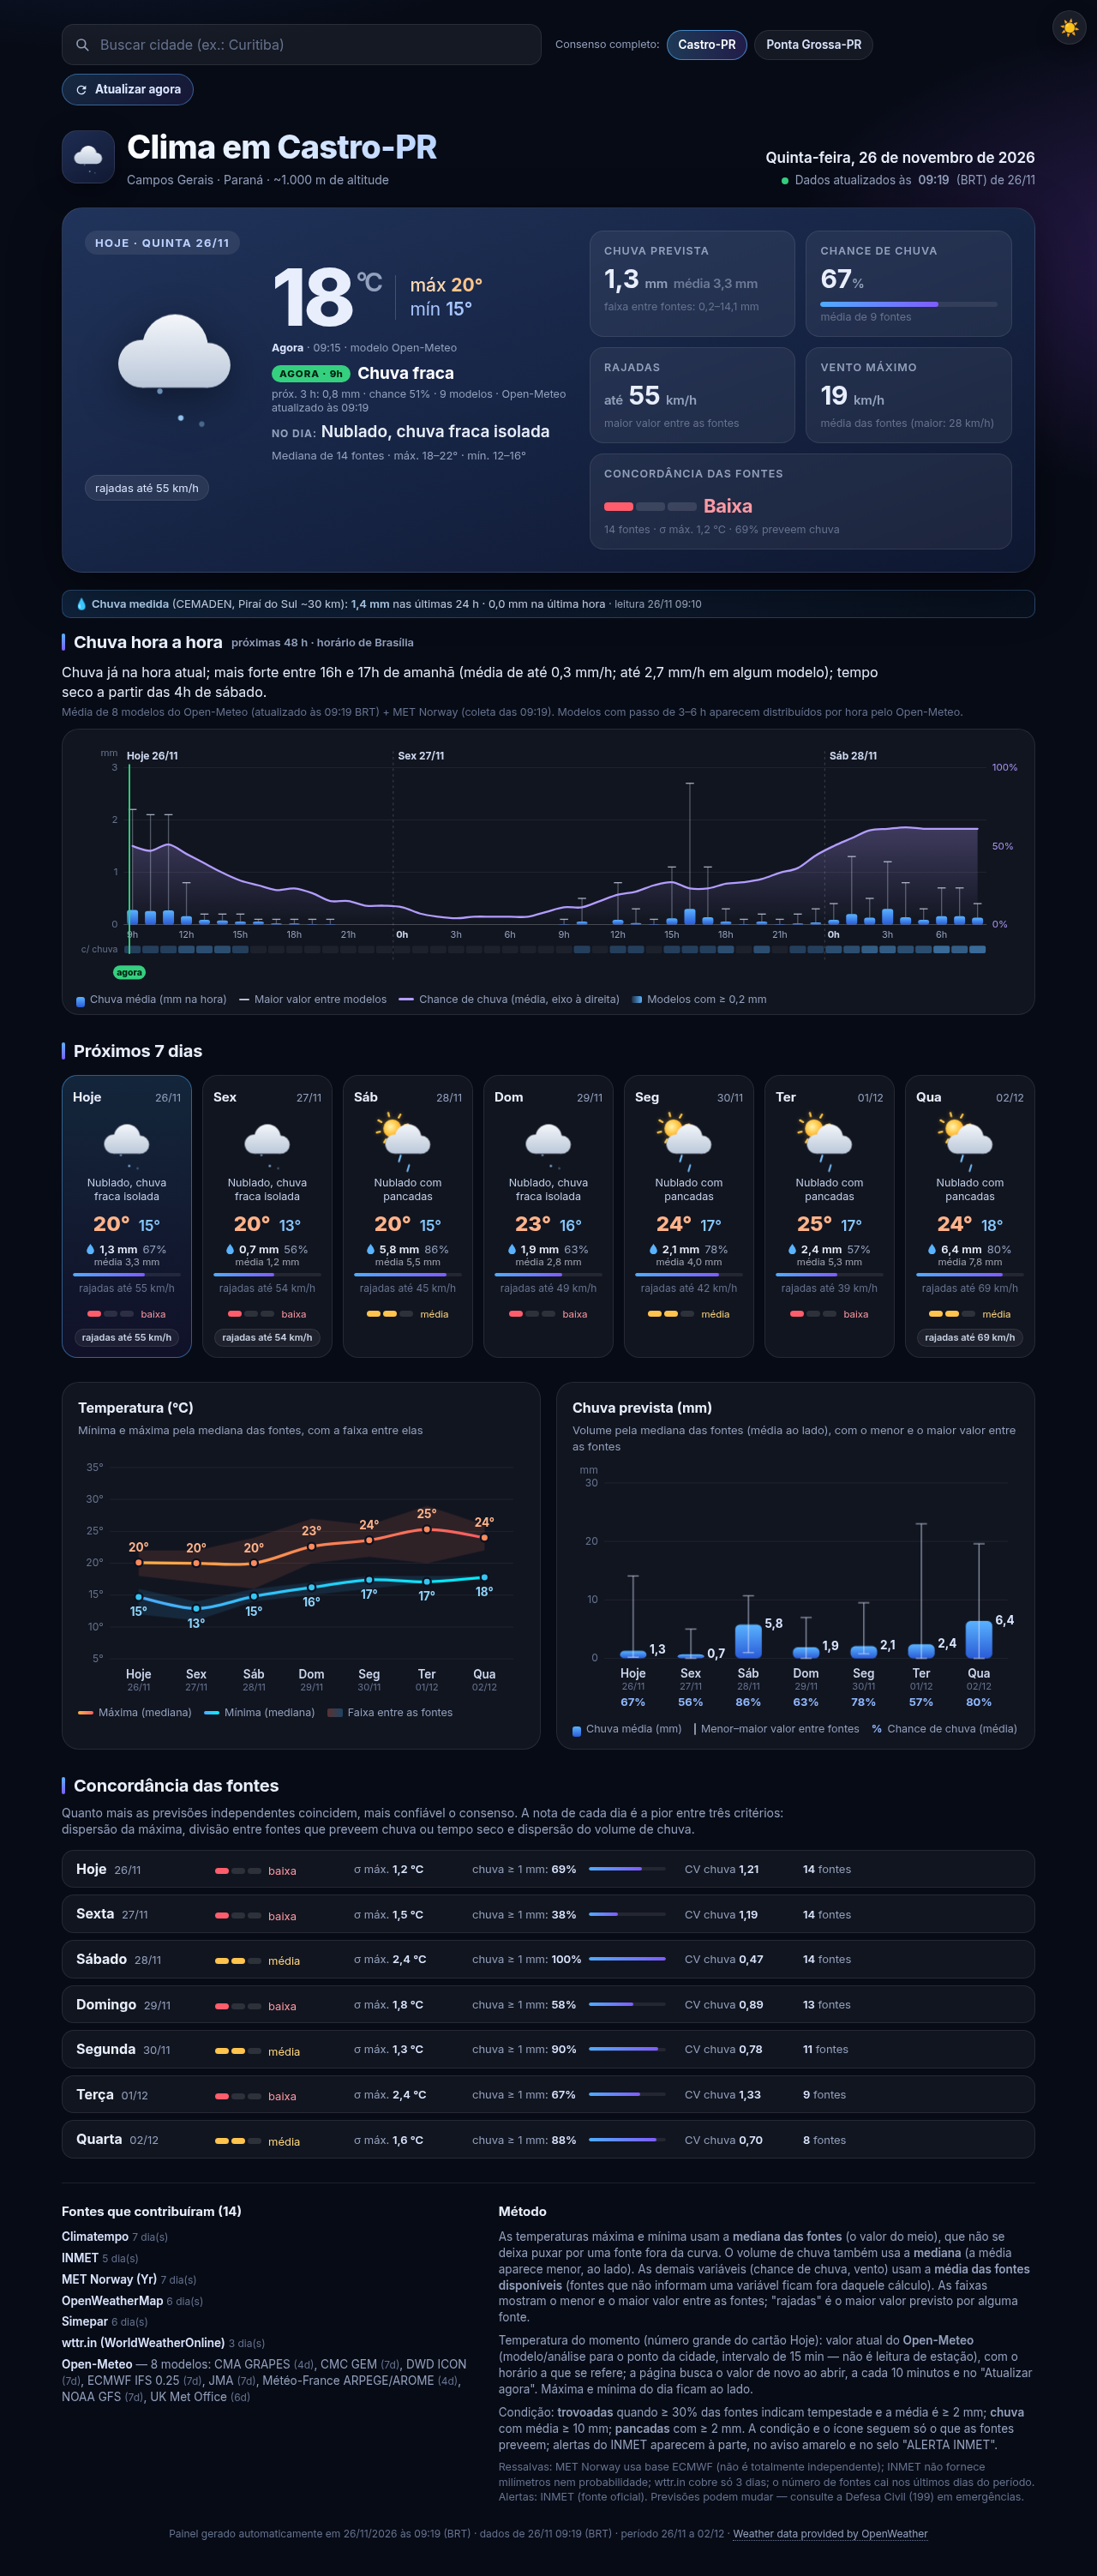 Buscar cidade (ex.: Curitiba)
Consenso completo: Castro-PR Ponta Grossa-PR
Atualizar agora
Clima em Castro-PR
Campos Gerais · Paraná · ~1.000 m de altitude
Quinta-feira, 26 de novembro de 2026
Dados atualizados às 09:19 (BRT) de 26/11
HOJE · QUINTA 26/11
18°C
máx 20°
mín 15°
Agora · 09:15 · modelo Open-Meteo
AGORA · 9h Chuva fraca
próx. 3 h: 0,8 mm · chance 51% · 9 modelos · Open-Meteo
atualizado às 09:19
NO DIA: Nublado, chuva fraca isolada
Mediana de 14 fontes · máx. 18–22° · mín. 12–16°
rajadas até 55 km/h
CHUVA PREVISTA
1,3 mm média 3,3 mm
faixa entre fontes: 0,2–14,1 mm
CHANCE DE CHUVA
67%
média de 9 fontes
RAJADAS
até 55 km/h
maior valor entre as fontes
VENTO MÁXIMO
19 km/h
média das fontes (maior: 28 km/h)
CONCORDÂNCIA DAS FONTES
Baixa
14 fontes · σ máx. 1,2 °C · 69% preveem chuva
Chuva medida (CEMADEN, Piraí do Sul ~30 km): 1,4 mm nas últimas 24 h · 0,0 mm na última hora · leitura 26/11 09:10
Chuva hora a hora próximas 48 h · horário de Brasília
Chuva já na hora atual; mais forte entre 16h e 17h de amanhã (média de até 0,3 mm/h; até 2,7 mm/h em algum modelo); tempo
seco a partir das 4h de sábado.
Média de 8 modelos do Open-Meteo (atualizado às 09:19 BRT) + MET Norway (coleta das 09:19). Modelos com passo de 3–6 h aparecem distribuídos por hora pelo Open-Meteo.
mm Hoje 26/11 Sex 27/11 Sáb 28/11
3 100%
2
50%
1
0 0%
9h 12h 15h 18h 21h 0h 3h 6h 9h 12h 15h 18h 21h 0h 3h 6h
c/ chuva
agora
Chuva média (mm na hora) Maior valor entre modelos Chance de chuva (média, eixo à direita) Modelos com ≥ 0,2 mm
Próximos 7 dias
Hoje 26/11
Nublado, chuva
fraca isolada
20° 15°
1,3 mm 67%
média 3,3 mm
rajadas até 55 km/h
baixa
rajadas até 55 km/h
Sex 27/11
Nublado, chuva
fraca isolada
20° 13°
0,7 mm 56%
média 1,2 mm
rajadas até 54 km/h
baixa
rajadas até 54 km/h
Sáb 28/11
Nublado com
pancadas
20° 15°
5,8 mm 86%
média 5,5 mm
rajadas até 45 km/h
média
Dom 29/11
Nublado, chuva
fraca isolada
23° 16°
1,9 mm 63%
média 2,8 mm
rajadas até 49 km/h
baixa
Seg 30/11
Nublado com
pancadas
24° 17°
2,1 mm 78%
média 4,0 mm
rajadas até 42 km/h
média
Ter 01/12
Nublado com
pancadas
25° 17°
2,4 mm 57%
média 5,3 mm
rajadas até 39 km/h
baixa
Qua 02/12
Nublado com
pancadas
24° 18°
6,4 mm 80%
média 7,8 mm
rajadas até 69 km/h
média
rajadas até 69 km/h
Temperatura (°C)
Mínima e máxima pela mediana das fontes, com a faixa entre elas
35°
30°
25°
20°
15°
10°
5°
20° 20° 20° 23° 24° 25° 24°
15° 13° 15° 16° 17° 17° 18°
Hoje Sex Sáb Dom Seg Ter Qua
26/11 27/11 28/11 29/11 30/11 01/12 02/12
Máxima (mediana) Mínima (mediana) Faixa entre as fontes
Chuva prevista (mm)
Volume pela mediana das fontes (média ao lado), com o menor e o maior valor entre
as fontes
mm
30
20
10
0
1,3 0,7 5,8 1,9 2,1 2,4 6,4
Hoje Sex Sáb Dom Seg Ter Qua
26/11 27/11 28/11 29/11 30/11 01/12 02/12
67% 56% 86% 63% 78% 57% 80%
Chuva média (mm) Menor–maior valor entre fontes % Chance de chuva (média)
Concordância das fontes
Quanto mais as previsões independentes coincidem, mais confiável o consenso. A nota de cada dia é a pior entre três critérios:
dispersão da máxima, divisão entre fontes que preveem chuva ou tempo seco e dispersão do volume de chuva.
Hoje 26/11 baixa σ máx. 1,2 °C chuva ≥ 1 mm: 69% CV chuva 1,21 14 fontes
Sexta 27/11 baixa σ máx. 1,5 °C chuva ≥ 1 mm: 38% CV chuva 1,19 14 fontes
Sábado 28/11 média σ máx. 2,4 °C chuva ≥ 1 mm: 100% CV chuva 0,47 14 fontes
Domingo 29/11 baixa σ máx. 1,8 °C chuva ≥ 1 mm: 58% CV chuva 0,89 13 fontes
Segunda 30/11 média σ máx. 1,3 °C chuva ≥ 1 mm: 90% CV chuva 0,78 11 fontes
Terça 01/12 baixa σ máx. 2,4 °C chuva ≥ 1 mm: 67% CV chuva 1,33 9 fontes
Quarta 02/12 média σ máx. 1,6 °C chuva ≥ 1 mm: 88% CV chuva 0,70 8 fontes
Fontes que contribuíram (14)
Climatempo 7 dia(s)
INMET 5 dia(s)
MET Norway (Yr) 7 dia(s)
OpenWeatherMap 6 dia(s)
Simepar 6 dia(s)
wttr.in (WorldWeatherOnline) 3 dia(s)
Open-Meteo — 8 modelos: CMA GRAPES (4d), CMC GEM (7d), DWD ICON
(7d), ECMWF IFS 0.25 (7d), JMA (7d), Météo-France ARPEGE/AROME (4d),
NOAA GFS (7d), UK Met Office (6d)
Método
As temperaturas máxima e mínima usam a mediana das fontes (o valor do meio), que não se
deixa puxar por uma fonte fora da curva. O volume de chuva também usa a mediana (a média
aparece menor, ao lado). As demais variáveis (chance de chuva, vento) usam a média das fontes
disponíveis (fontes que não informam uma variável ficam fora daquele cálculo). As faixas
mostram o menor e o maior valor entre as fontes; "rajadas" é o maior valor previsto por alguma
fonte.
Temperatura do momento (número grande do cartão Hoje): valor atual do Open-Meteo
(modelo/análise para o ponto da cidade, intervalo de 15 min — não é leitura de estação), com o
horário a que se refere; a página busca o valor de novo ao abrir, a cada 10 minutos e no "Atualizar
agora". Máxima e mínima do dia ficam ao lado.
Condição: trovoadas quando ≥ 30% das fontes indicam tempestade e a média é ≥ 2 mm; chuva
com média ≥ 10 mm; pancadas com ≥ 2 mm. A condição e o ícone seguem só o que as fontes
preveem; alertas do INMET aparecem à parte, no aviso amarelo e no selo "ALERTA INMET".
Ressalvas: MET Norway usa base ECMWF (não é totalmente independente); INMET não fornece
milímetros nem probabilidade; wttr.in cobre só 3 dias; o número de fontes cai nos últimos dias do período.
Alertas: INMET (fonte oficial). Previsões podem mudar — consulte a Defesa Civil (199) em emergências.
Painel gerado automaticamente em 26/11/2026 às 09:19 (BRT) · dados de 26/11 09:19 (BRT) · período 26/11 a 02/12 · Weather data provided by OpenWeather